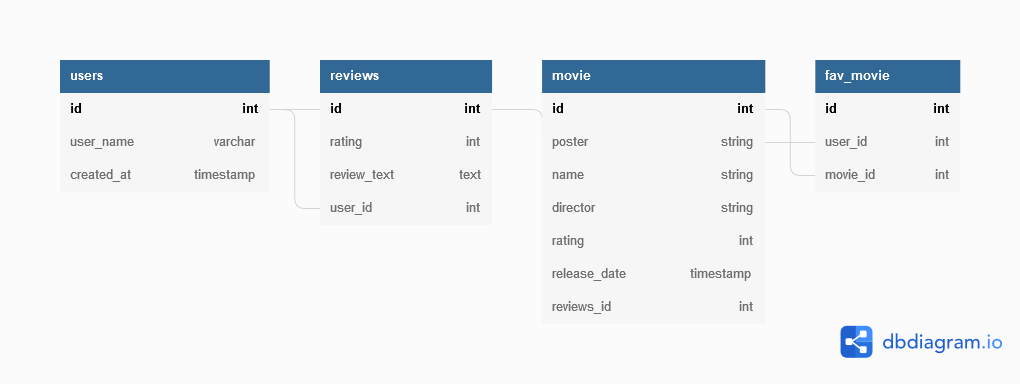 users
id int
user_name varchar
created_at timestamp
reviews
id int
rating int
review_text text
user_id int
movie
id int
poster string
name string
director string
rating int
release_date timestamp
reviews_id int
fav_movie
id int
user_id int
movie_id int
dbdiagram.io